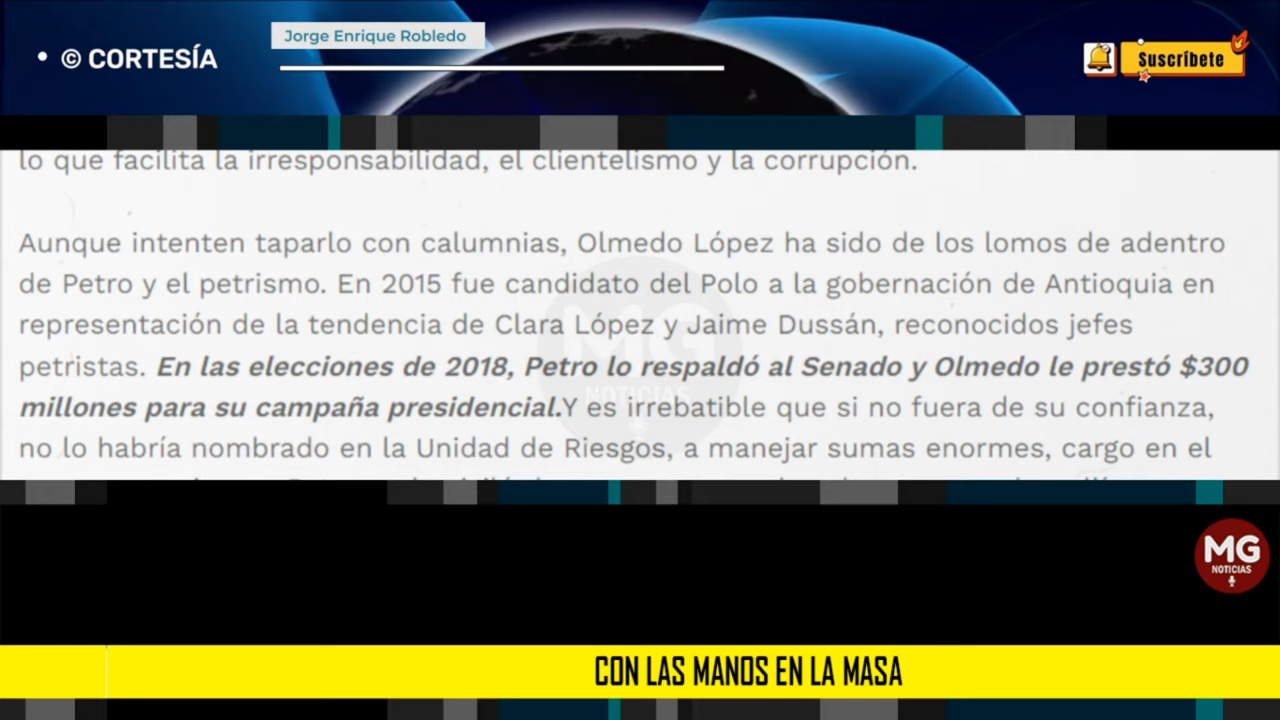 Jorge Enrique Robledo
• © CORTESÍA
Suscríbete
lo que facilita la irresponsabilidad, el clientelismo y la corrupción.
Aunque intenten taparlo con calumnias, Olmedo López ha sido de los lomos de adentro
de Petro y el petrismo. En 2015 fue candidato del Polo a la gobernación de Antioquia en
representación de la tendencia de Clara López y Jaime Dussán, reconocidos jefes
petristas. En las elecciones de 2018, Petro lo respaldó al Senado y Olmedo le prestó $300
millones para su campaña presidencial.Y es irrebatible que si no fuera de su confianza,
no lo habría nombrado en la Unidad de Riesgos, a manejar sumas enormes, cargo en el
MG
NOTICIAS
MG
NOTICIAS
CON LAS MANOS EN LA MASA